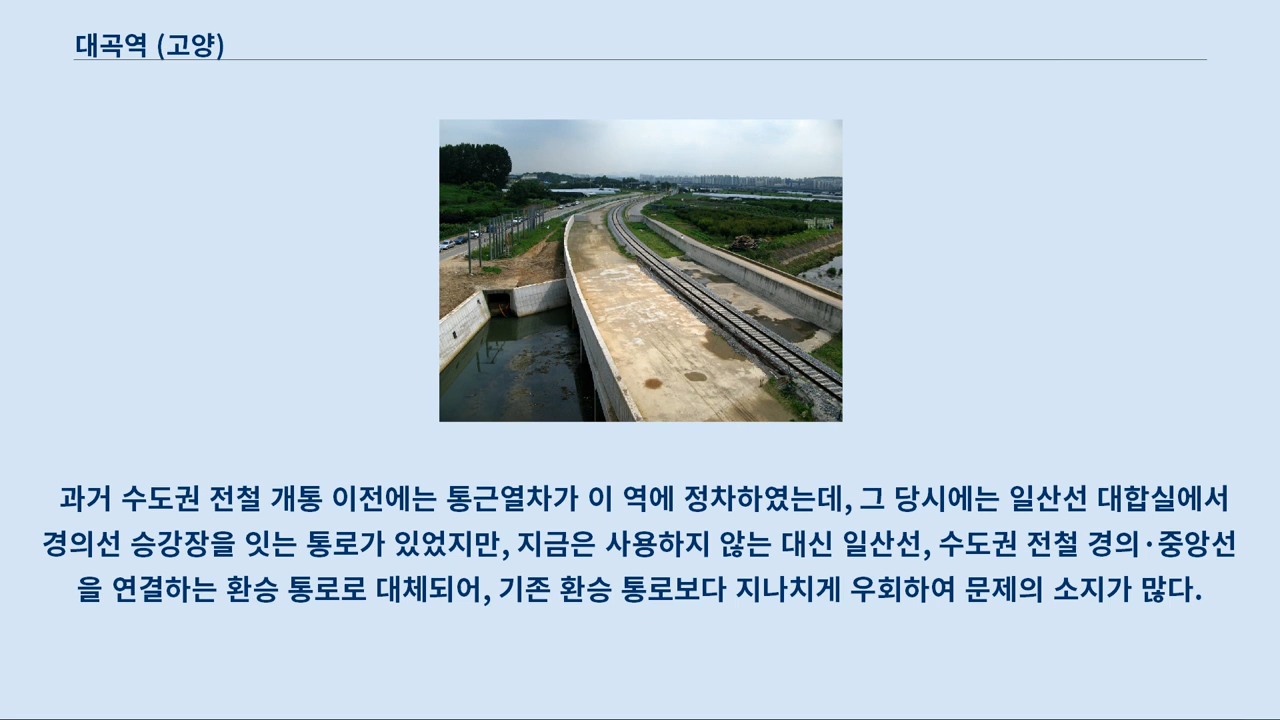 대곡역 (고양)
과거 수도권 전철 개통 이전에는 통근열차가 이 역에 정차하였는데, 그 당시에는 일산선 대합실에서
경의선 승강장을 잇는 통로가 있었지만, 지금은 사용하지 않는 대신 일산선, 수도권 전철 경의·중앙선
을 연결하는 환승 통로로 대체되어, 기존 환승 통로보다 지나치게 우회하여 문제의 소지가 많다.